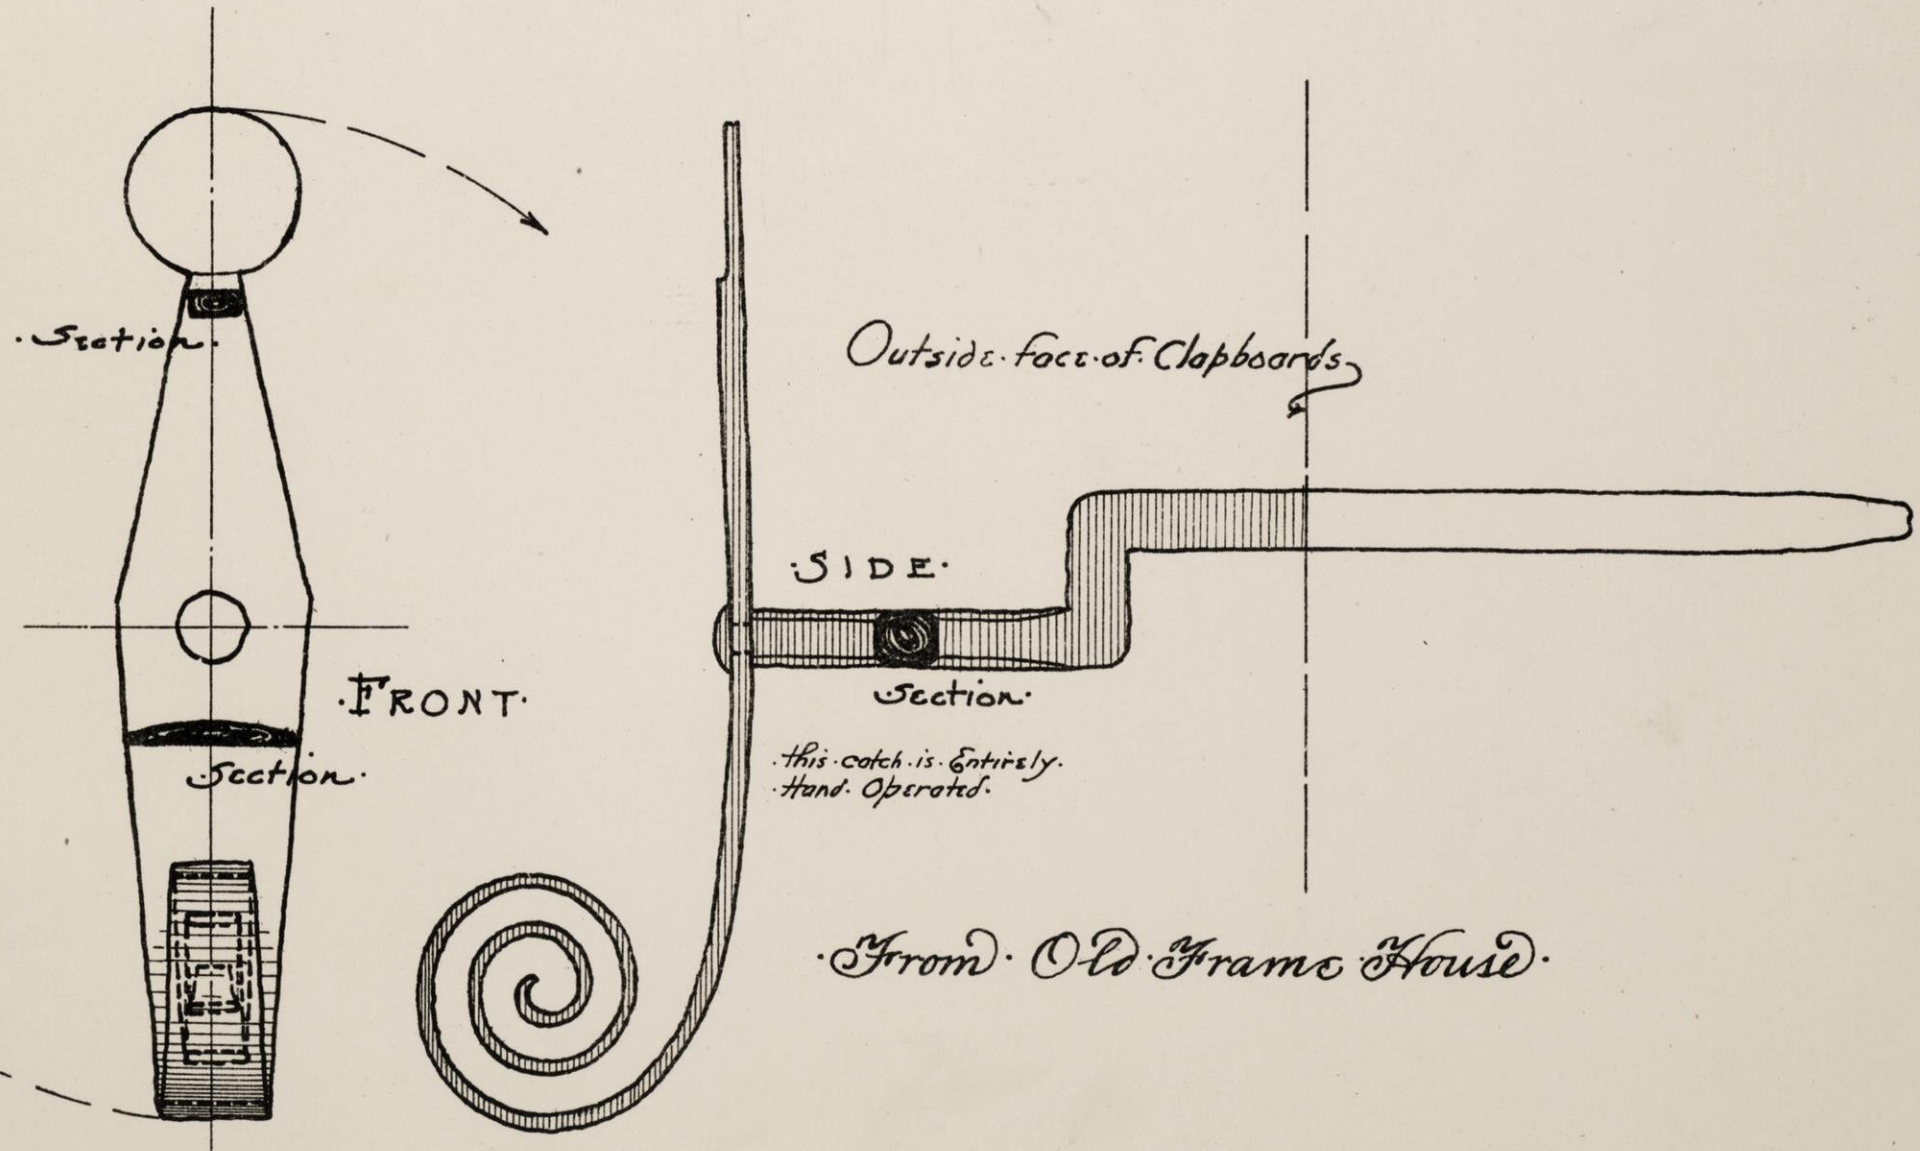 ·Section·
Outside·face·of·Clapboards
·SIDE·
·Section·
·FRONT·
·Section·
·this·catch·is·Entirely·
·Hand·Operated·
·From·Old·Frame·House·